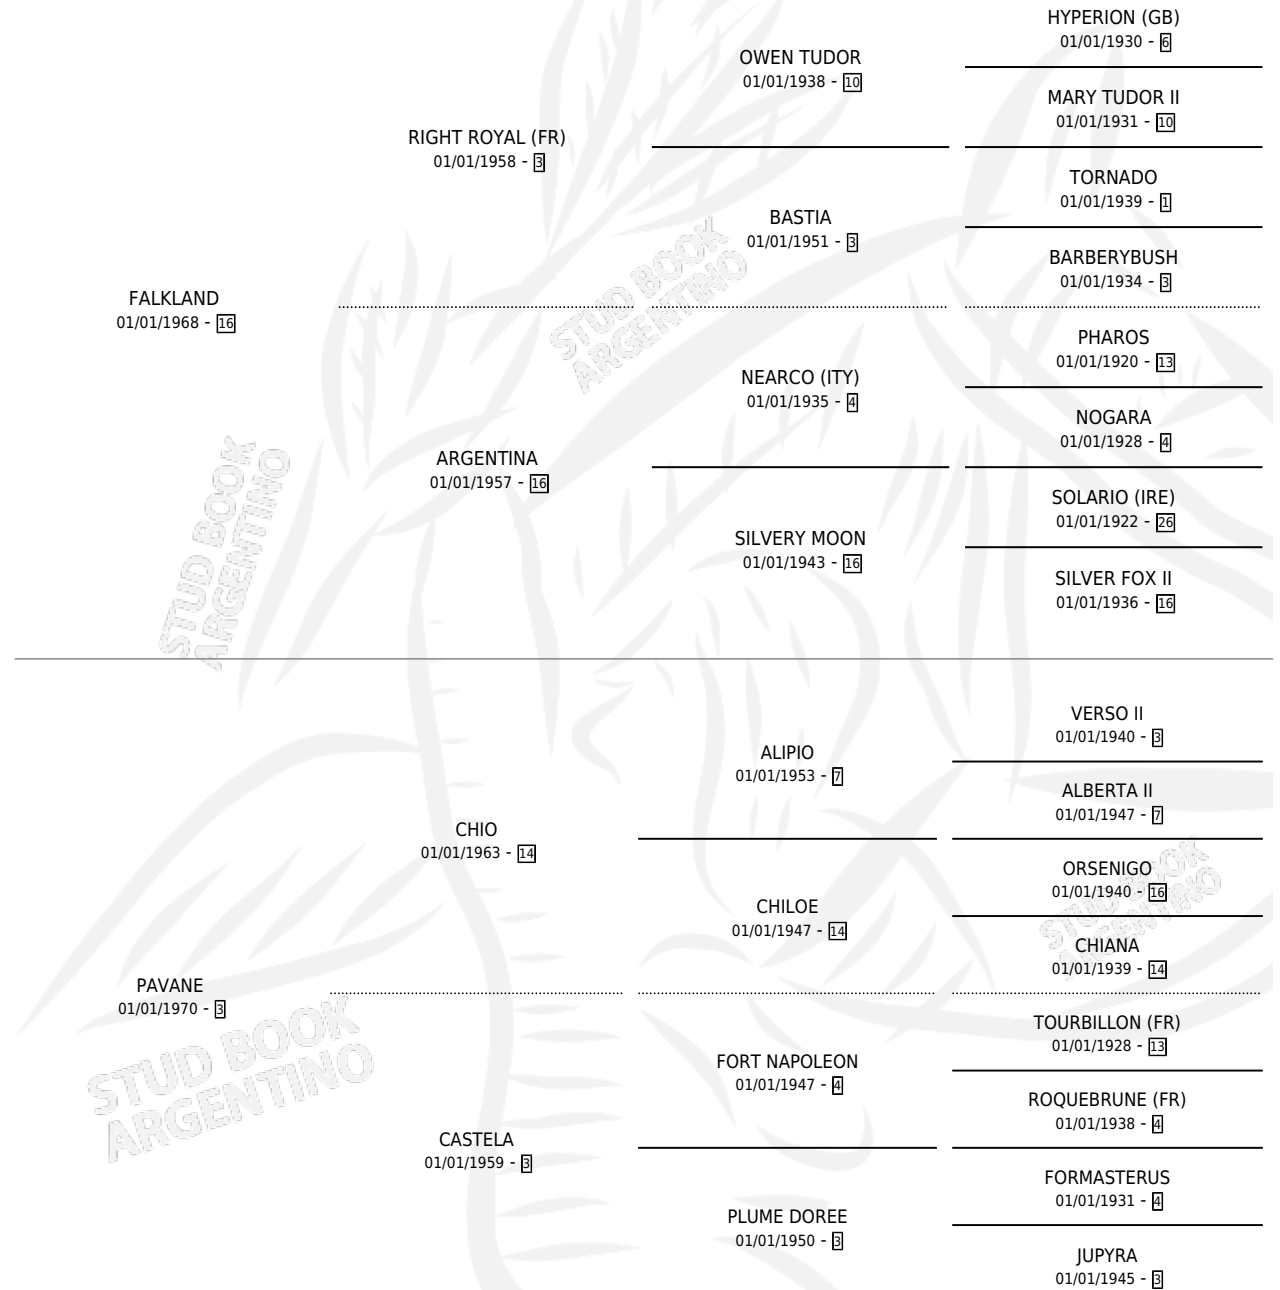 HYPERION (GB)
01/01/1930 - 6
OWEN TUDOR
01/01/1938 - 10
MARY TUDOR II
01/01/1931 - 10
RIGHT ROYAL (FR)
01/01/1958 - 3
TORNADO
01/01/1939 - 1
BASTIA
01/01/1951 - 3
BARBERYBUSH
01/01/1934 - 3
FALKLAND
01/01/1968 - 16
PHAROS
01/01/1920 - 13
NEARCO (ITY)
01/01/1935 - 4
NOGARA
01/01/1928 - 4
ARGENTINA
01/01/1957 - 16
SOLARIO (IRE)
01/01/1922 - 26
SILVERY MOON
01/01/1943 - 16
SILVER FOX II
01/01/1936 - 16
VERSO II
01/01/1940 - 3
ALIPIO
01/01/1953 - 7
ALBERTA II
01/01/1947 - 7
CHIO
01/01/1963 - 14
ORSENIGO
01/01/1940 - 16
CHILOE
01/01/1947 - 14
CHIANA
01/01/1939 - 14
PAVANE
01/01/1970 - 3
TOURBILLON (FR)
01/01/1928 - 13
FORT NAPOLEON
01/01/1947 - 4
ROQUEBRUNE (FR)
01/01/1938 - 4
CASTELA
01/01/1959 - 3
FORMASTERUS
01/01/1931 - 4
PLUME DOREE
01/01/1950 - 3
JUPYRA
01/01/1945 - 3
STUD BOOK
ARGENTINO
STUD BOOK
ARGENTINO
STUD BOOK
ARGENTINO
STUD BOOK
ARGENTINO